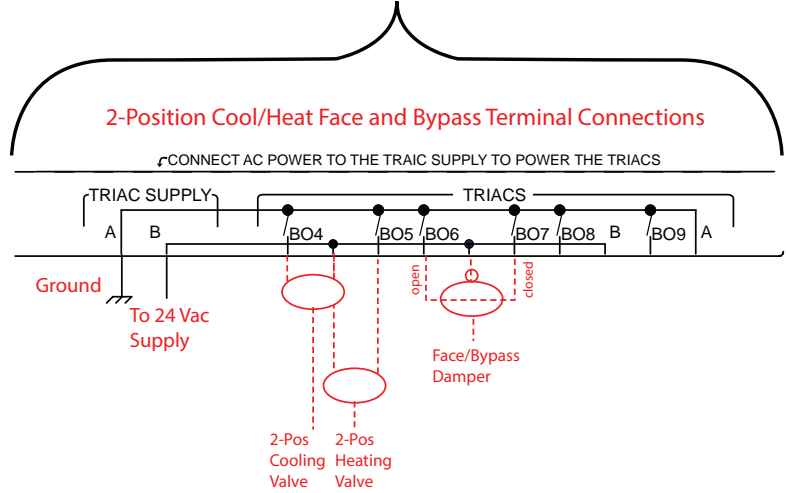 2-Position Cool/Heat Face and Bypass Terminal Connections
CONNECT AC POWER TO THE TRAIC SUPPLY TO POWER THE TRIACS
TRIAC SUPPLY
TRIACS
A
B
BO4
BO5
BO6
BO7
BO8
B
BO9
A
Ground
To 24 Vac
Supply
open
closed
Face/Bypass
Damper
2-Pos
Cooling
Valve
2-Pos
Heating
Valve